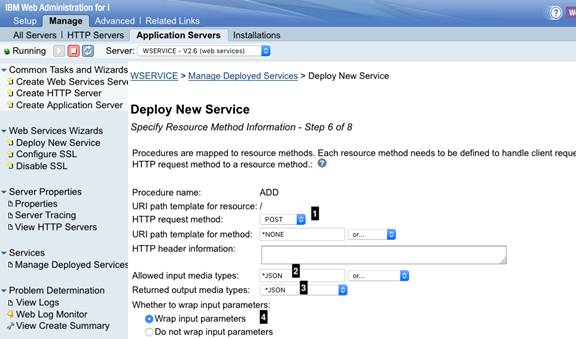 IBM Web Administration for i
Setup Manage Advanced | Related Links
All Servers | HTTP Servers Application Servers Installations
Running Server: WSERVICE - V2.6 (web services)
Common Tasks and Wizards
Create Web Services Serve
Create HTTP Server
Create Application Server
Web Services Wizards
Deploy New Service
Configure SSL
Disable SSL
Server Properties
Properties
Server Tracing
View HTTP Servers
Services
Manage Deployed Services
Problem Determination
View Logs
Web Log Monitor
View Create Summary
WSERVICE > Manage Deployed Services > Deploy New Service
Deploy New Service
Specify Resource Method Information - Step 6 of 8
Procedures are mapped to resource methods. Each resource method needs to be defined to handle client reque
HTTP request method to a resource method.:
Procedure name: ADD
URI path template for resource: /
HTTP request method: POST 1
URI path template for method: *NONE or...
HTTP header information:
Allowed input media types: *JSON 2 or...
Returned output media types: *JSON 3
Whether to wrap input parameters:
Wrap input parameters 4
Do not wrap input parameters